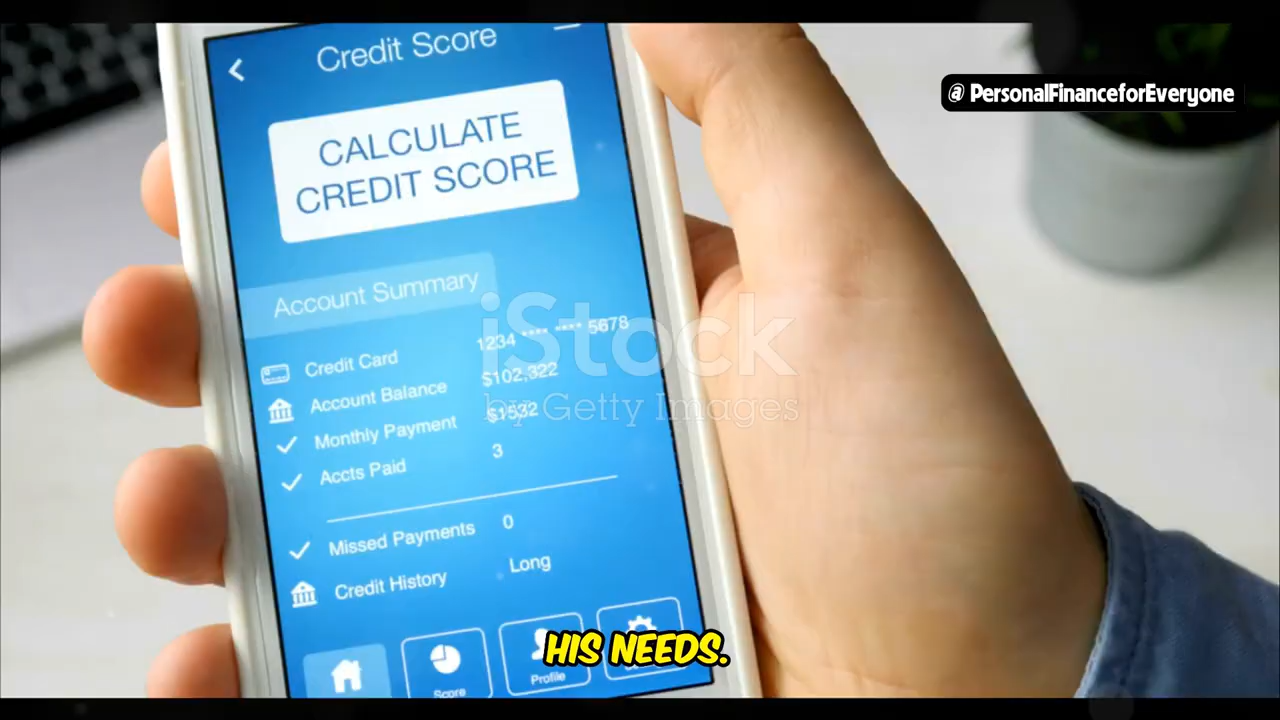 Credit Score
@ PersonalFinanceforEveryone
CALCULATE
CREDIT SCORE
Account Summary
Credit Card 1234 **** **** 5678
Account Balance $102,322
Monthly Payment $1532
Accts Paid 3
Missed Payments 0
Credit History Long
iStock
by Getty Images
Score
Profile
HIS NEEDS.